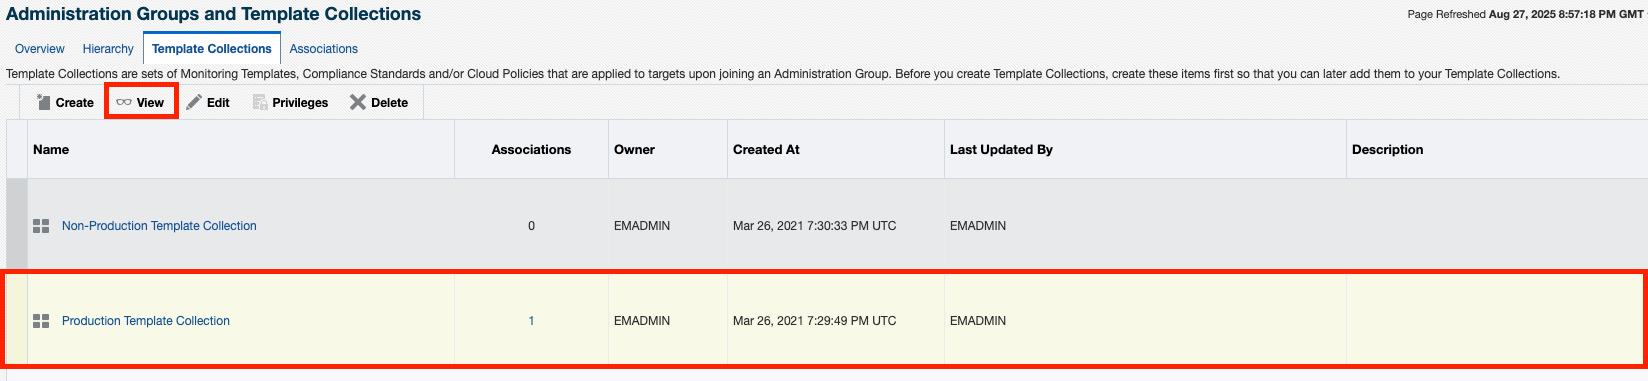 Administration Groups and Template Collections
Page Refreshed Aug 27, 2025 8:57:18 PM GMT
Overview Hierarchy Template Collections Associations
Template Collections are sets of Monitoring Templates, Compliance Standards and/or Cloud Policies that are applied to targets upon joining an Administration Group. Before you create Template Collections, create these items first so that you can later add them to your Template Collections.
Create View Edit Privileges Delete
Name Associations Owner Created At Last Updated By Description
Non-Production Template Collection 0 EMADMIN Mar 26, 2021 7:30:33 PM UTC EMADMIN
Production Template Collection 1 EMADMIN Mar 26, 2021 7:29:49 PM UTC EMADMIN